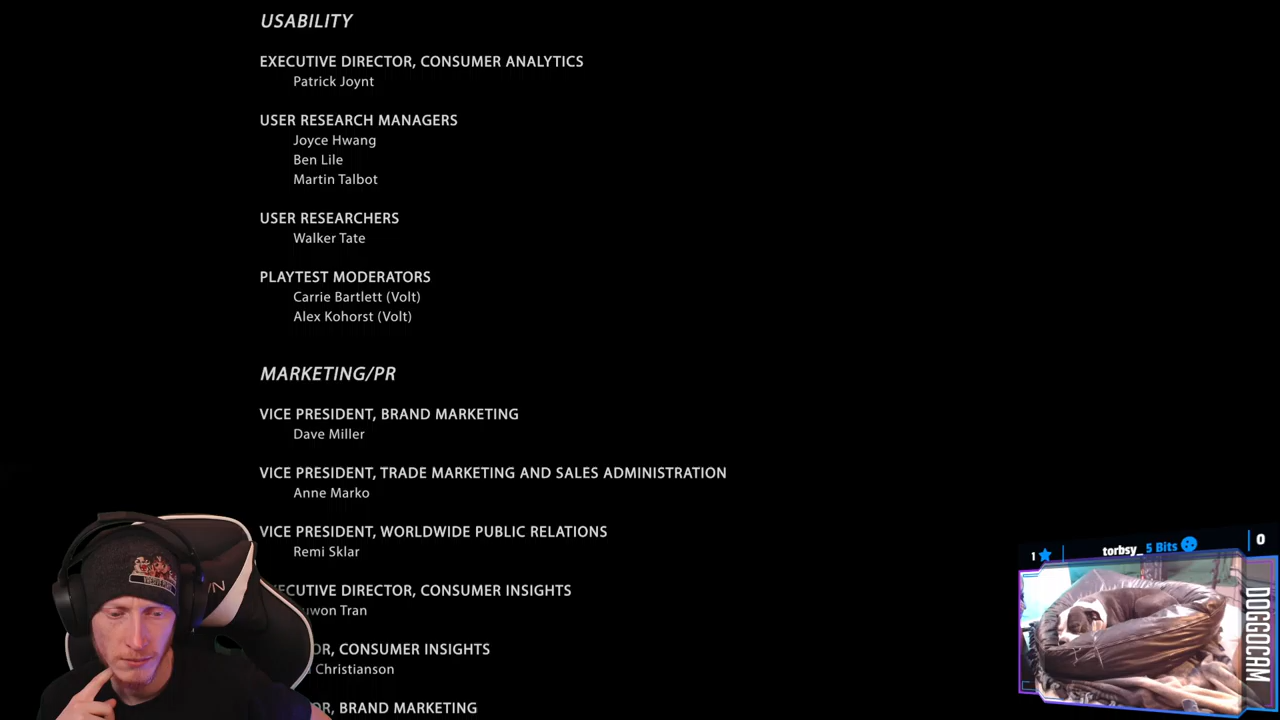 USABILITY
EXECUTIVE DIRECTOR, CONSUMER ANALYTICS
Patrick Joynt
USER RESEARCH MANAGERS
Joyce Hwang
Ben Lile
Martin Talbot
USER RESEARCHERS
Walker Tate
PLAYTEST MODERATORS
Carrie Bartlett (Volt)
Alex Kohorst (Volt)
MARKETING/PR
VICE PRESIDENT, BRAND MARKETING
Dave Miller
VICE PRESIDENT, TRADE MARKETING AND SALES ADMINISTRATION
Anne Marko
VICE PRESIDENT, WORLDWIDE PUBLIC RELATIONS
Remi Sklar
DIRECTOR, CONSUMER INSIGHTS
Tran
CONSUMER INSIGHTS
Christianson
BRAND MARKETING
1 torbsy_ 5 Bits 0
DOGGOCAM